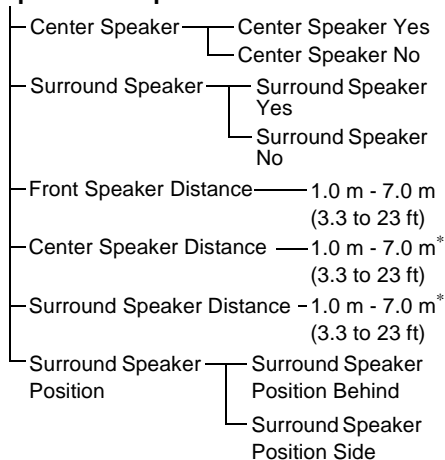 Center Speaker Center Speaker Yes
Center Speaker No
Surround Speaker Surround Speaker
Yes
Surround Speaker
No
Front Speaker Distance 1.0 m - 7.0 m
(3.3 to 23 ft)
Center Speaker Distance 1.0 m - 7.0 m*
(3.3 to 23 ft)
Surround Speaker Distance 1.0 m - 7.0 m*
(3.3 to 23 ft)
Surround Speaker Surround Speaker
Position Position Behind
Surround Speaker
Position Side